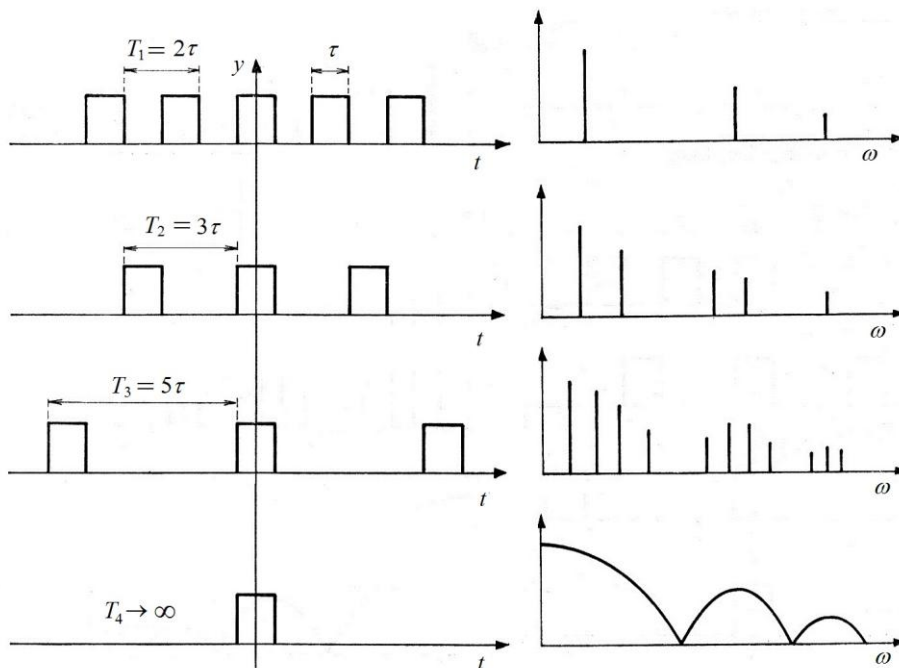 T₁ = 2τ
y
τ
t
ω
T₂ = 3τ
t
ω
T₃ = 5τ
t
ω
T₄ → ∞
t
ω